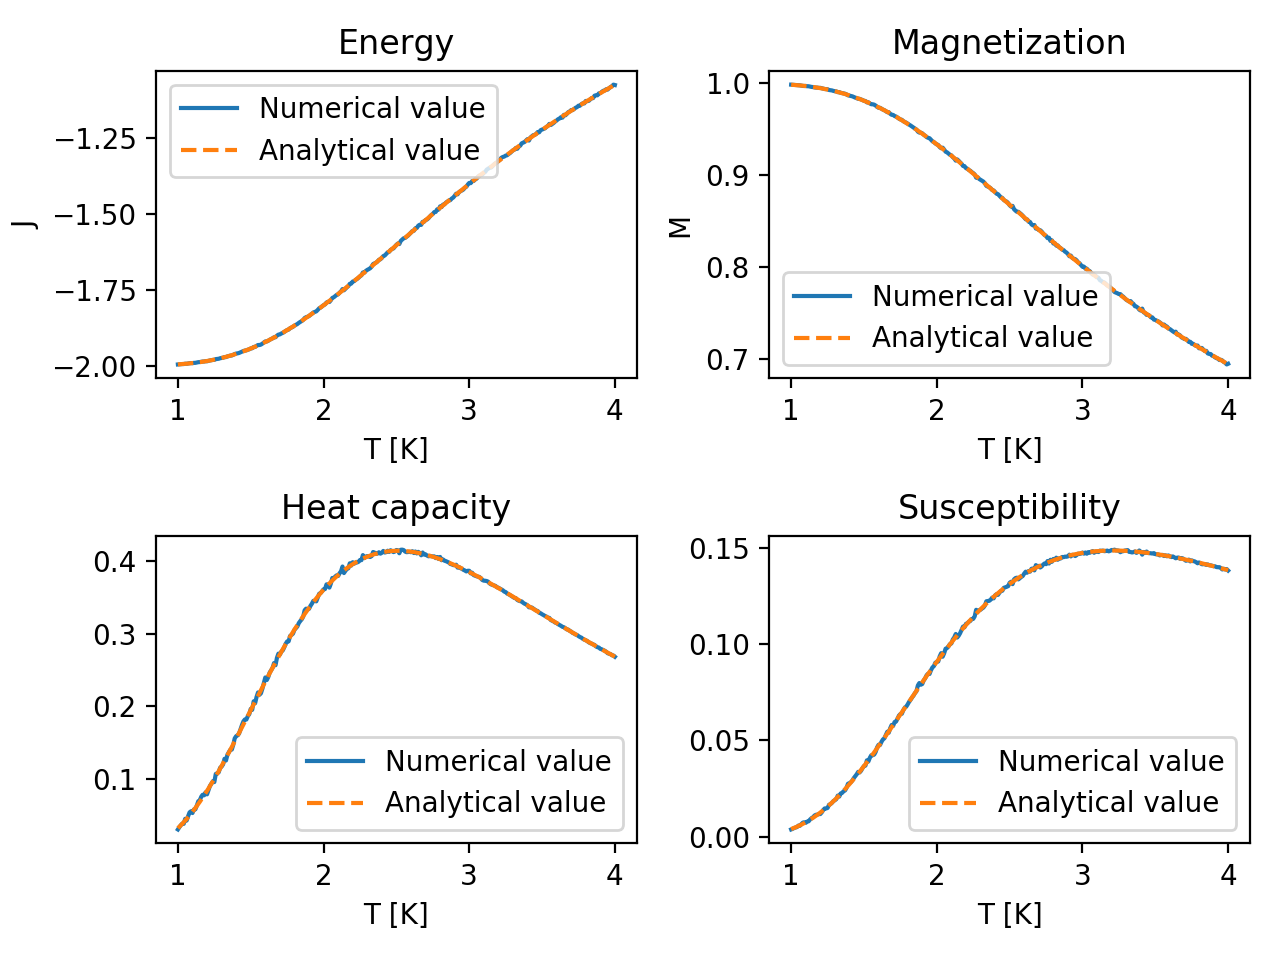 Energy
Numerical value
Analytical value
−1.25
−1.50
−1.75
−2.00
J
1 2 3 4
T [K]
Magnetization
1.0
0.9
0.8
0.7
M
Numerical value
Analytical value
1 2 3 4
T [K]
Heat capacity
0.4
0.3
0.2
0.1
Numerical value
Analytical value
1 2 3 4
T [K]
Susceptibility
0.15
0.10
0.05
0.00
Numerical value
Analytical value
1 2 3 4
T [K]